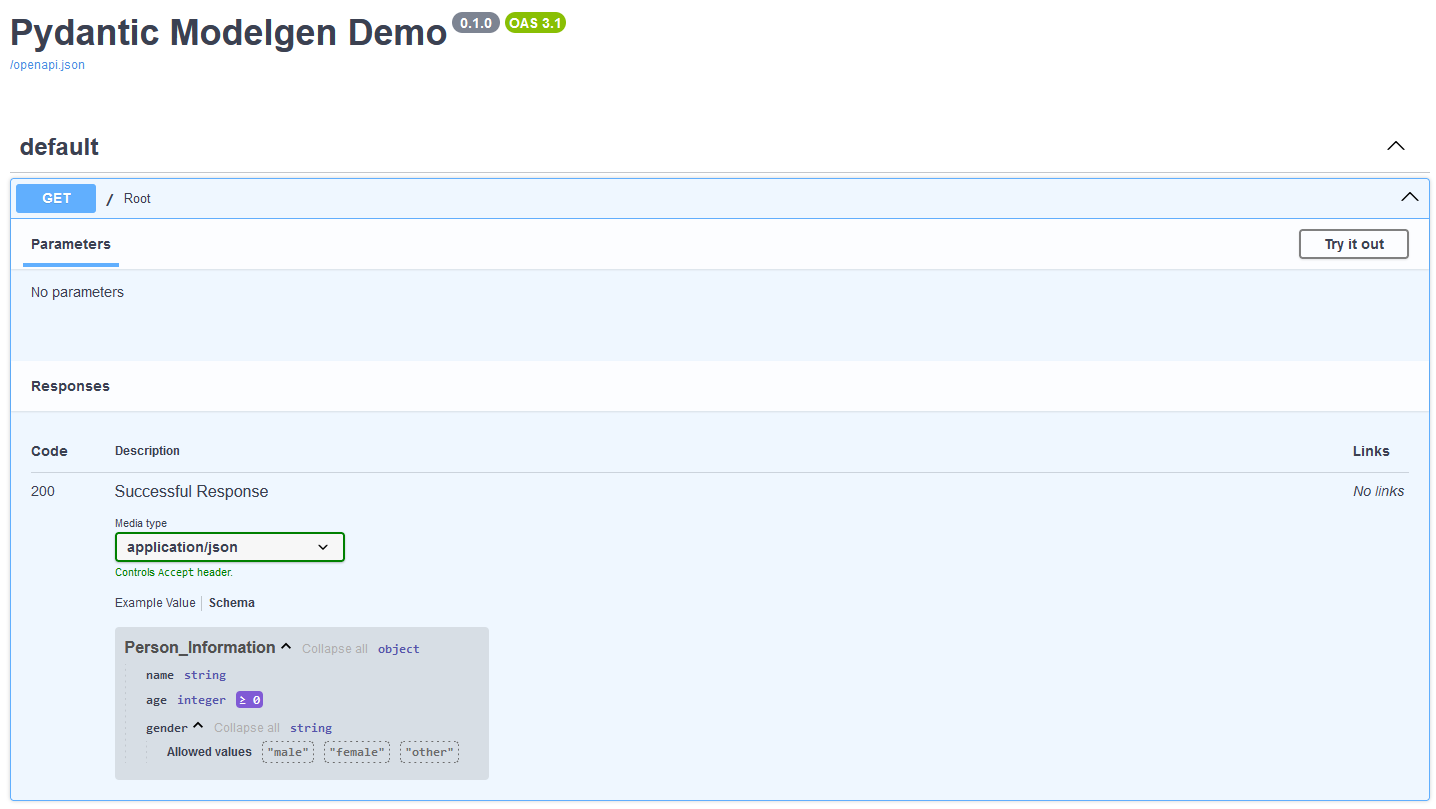 Pydantic Modelgen Demo 0.1.0 OAS 3.1
/openapi.json
default
GET / Root
Parameters Try it out
No parameters
Responses
Code Description Links
200 Successful Response No links
Media type
application/json
Controls Accept header.
Example Value Schema
Person_Information Collapse all object
name string
age integer ≥ 0
gender Collapse all string
Allowed values "male" "female" "other"